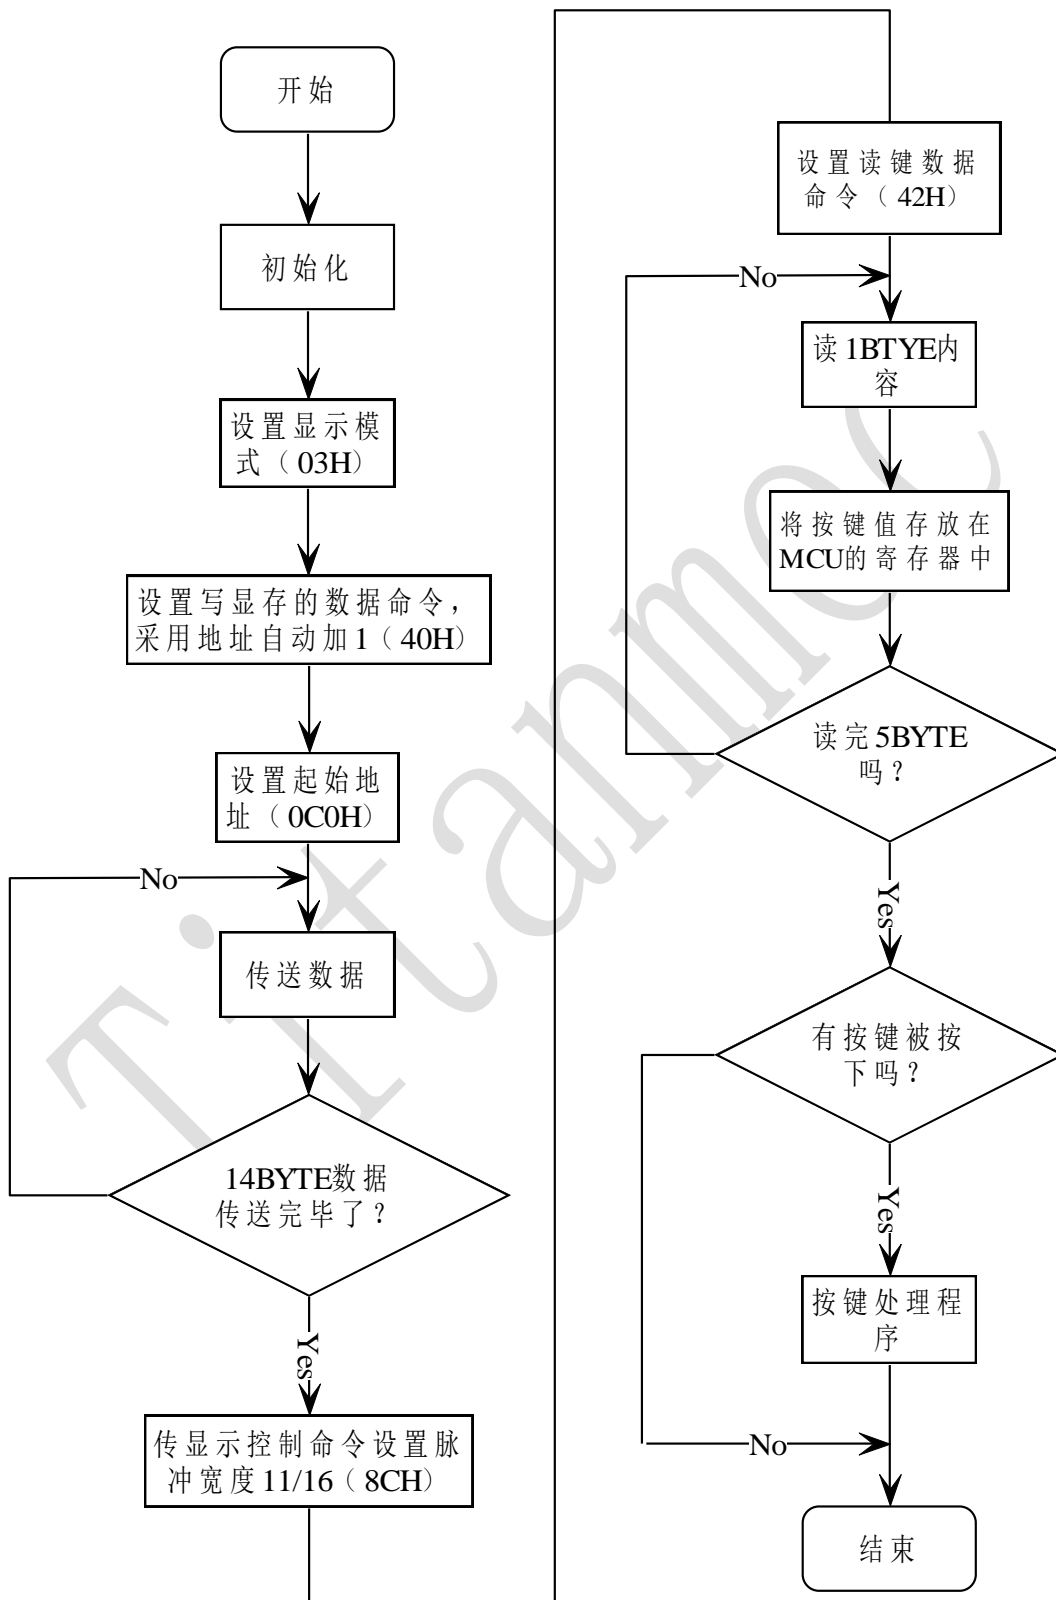 开始
初始化
设置显示模
式（03H）
设置写显存的数据命令，
采用地址自动加1（40H）
设置起始地
址（0C0H）
No
传送数据
14BYTE数据
传送完毕了？
Yes
传显示控制命令设置脉
冲宽度11/16（8CH）
设置读键数据
命令（42H）
No
读1BTYE内
容
将按键值存放在
MCU的寄存器中
读完5BYTE
吗？
Yes
有按键被按
下吗？
Yes
按键处理程
序
No
结束
Titanmec